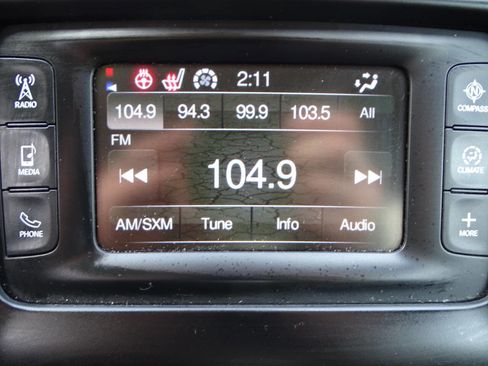 2:11
RADIO
104.9 94.3 99.9 103.5 All
N
COMPASS
FM
MEDIA
104.9
CLIMATE
PHONE
AM/SXM Tune Info Audio
MORE